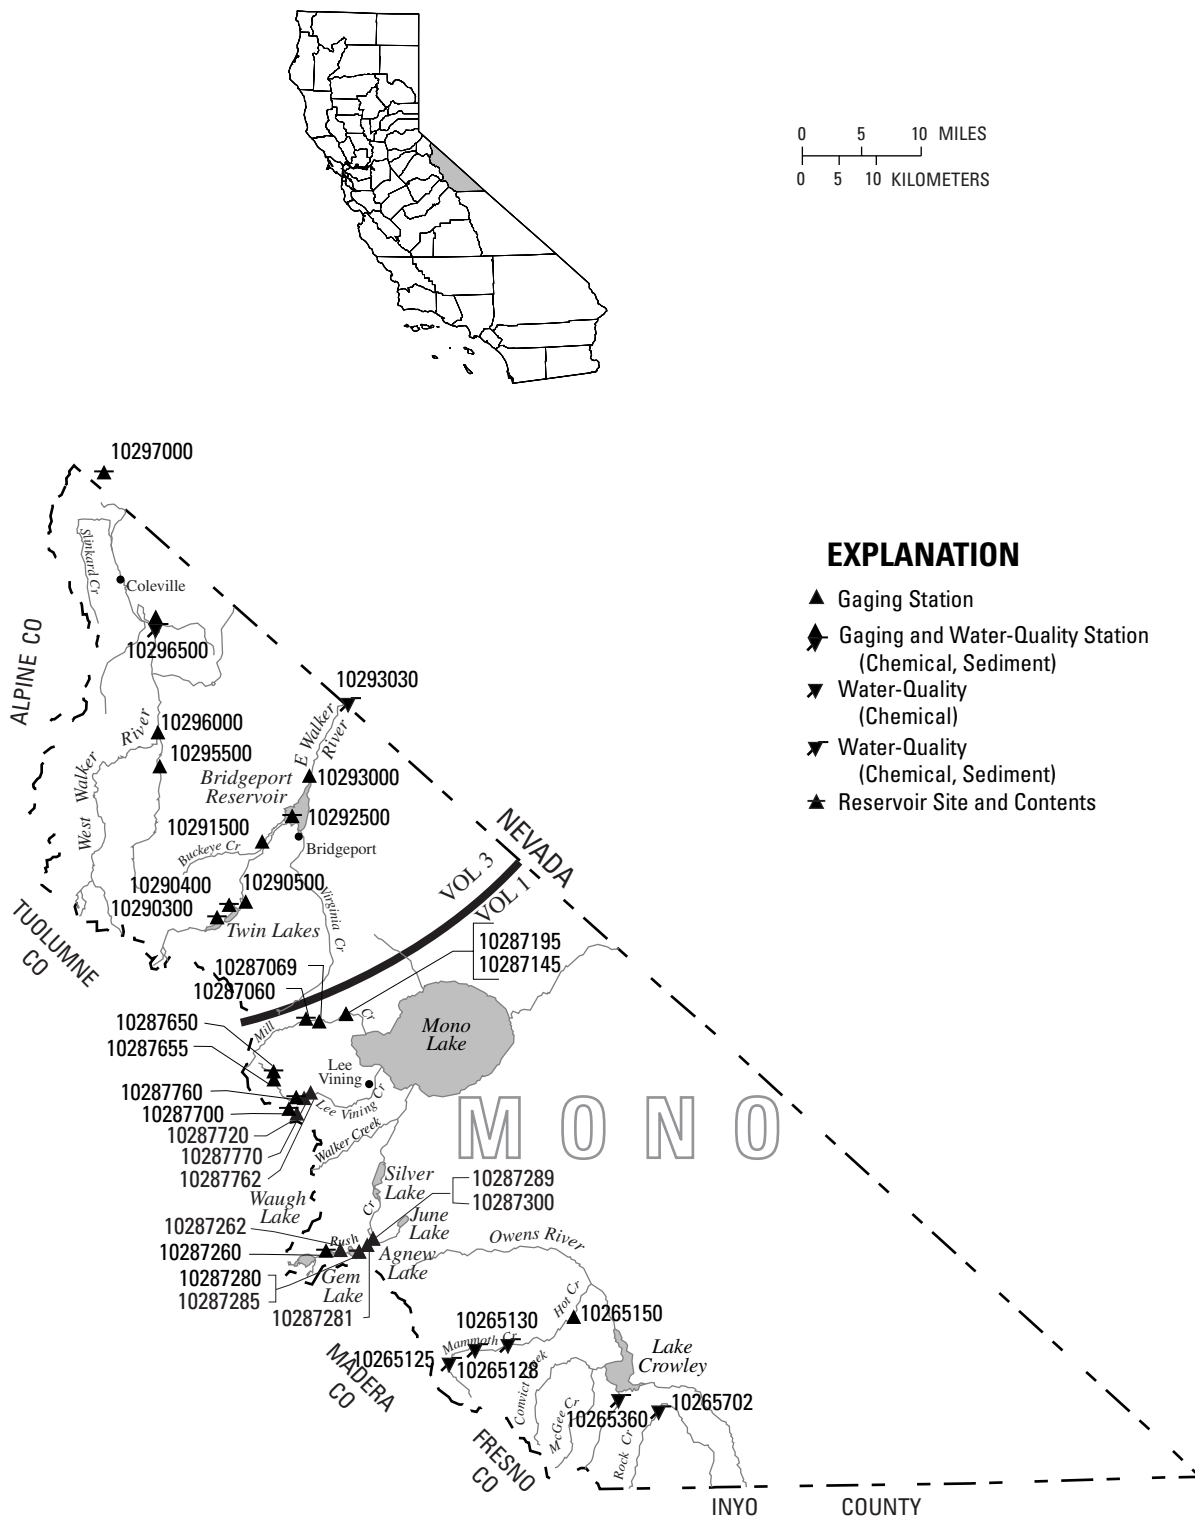 0 5 10 MILES
0 5 10 KILOMETERS
10297000
Slinkard Cr
Coleville
10296500
ALPINE CO
10293030
10296000
10295500
West Walker River
E Walker River
Bridgeport
Reservoir
10293000
10292500
10291500
Buckeye Cr
Bridgeport
10290400
10290500
10290300
Twin Lakes
Virginia Cr
TUOLUMNE
CO
NEVADA
VOL 3
VOL 1
EXPLANATION
Gaging Station
Gaging and Water-Quality Station
(Chemical, Sediment)
Water-Quality
(Chemical)
Water-Quality
(Chemical, Sediment)
Reservoir Site and Contents
10287195
10287145
10287069
10287060
Mill Cr
Mono
Lake
10287650
10287655
Lee
Vining
10287760
10287700
Lee Vining Cr
10287720
10287770
10287762
Walker Creek
MONO
Waugh
Lake
Silver
Lake
10287289
10287300
10287262
10287260
Rush Cr
June
Lake
Agnew
Lake
Gem
Lake
10287280
10287285
10287281
Owens River
Hot Cr
10265150
10265130
Mammoth Cr
10265125
10265128
Lake
Crowley
MADERA
CO
Convict Creek
McGee Cr
10265360
10265702
Rock Cr
FRESNO
CO
INYO COUNTY